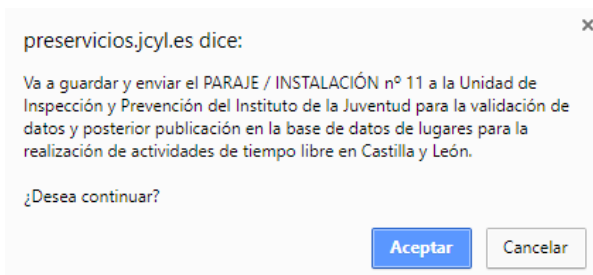 preservicios.jcyl.es dice:
Va a guardar y enviar el PARAJE / INSTALACIÓN nº 11 a la Unidad de
Inspección y Prevención del Instituto de la Juventud para la validación de
datos y posterior publicación en la base de datos de lugares para la
realización de actividades de tiempo libre en Castilla y León.
¿Desea continuar?
Aceptar
Cancelar